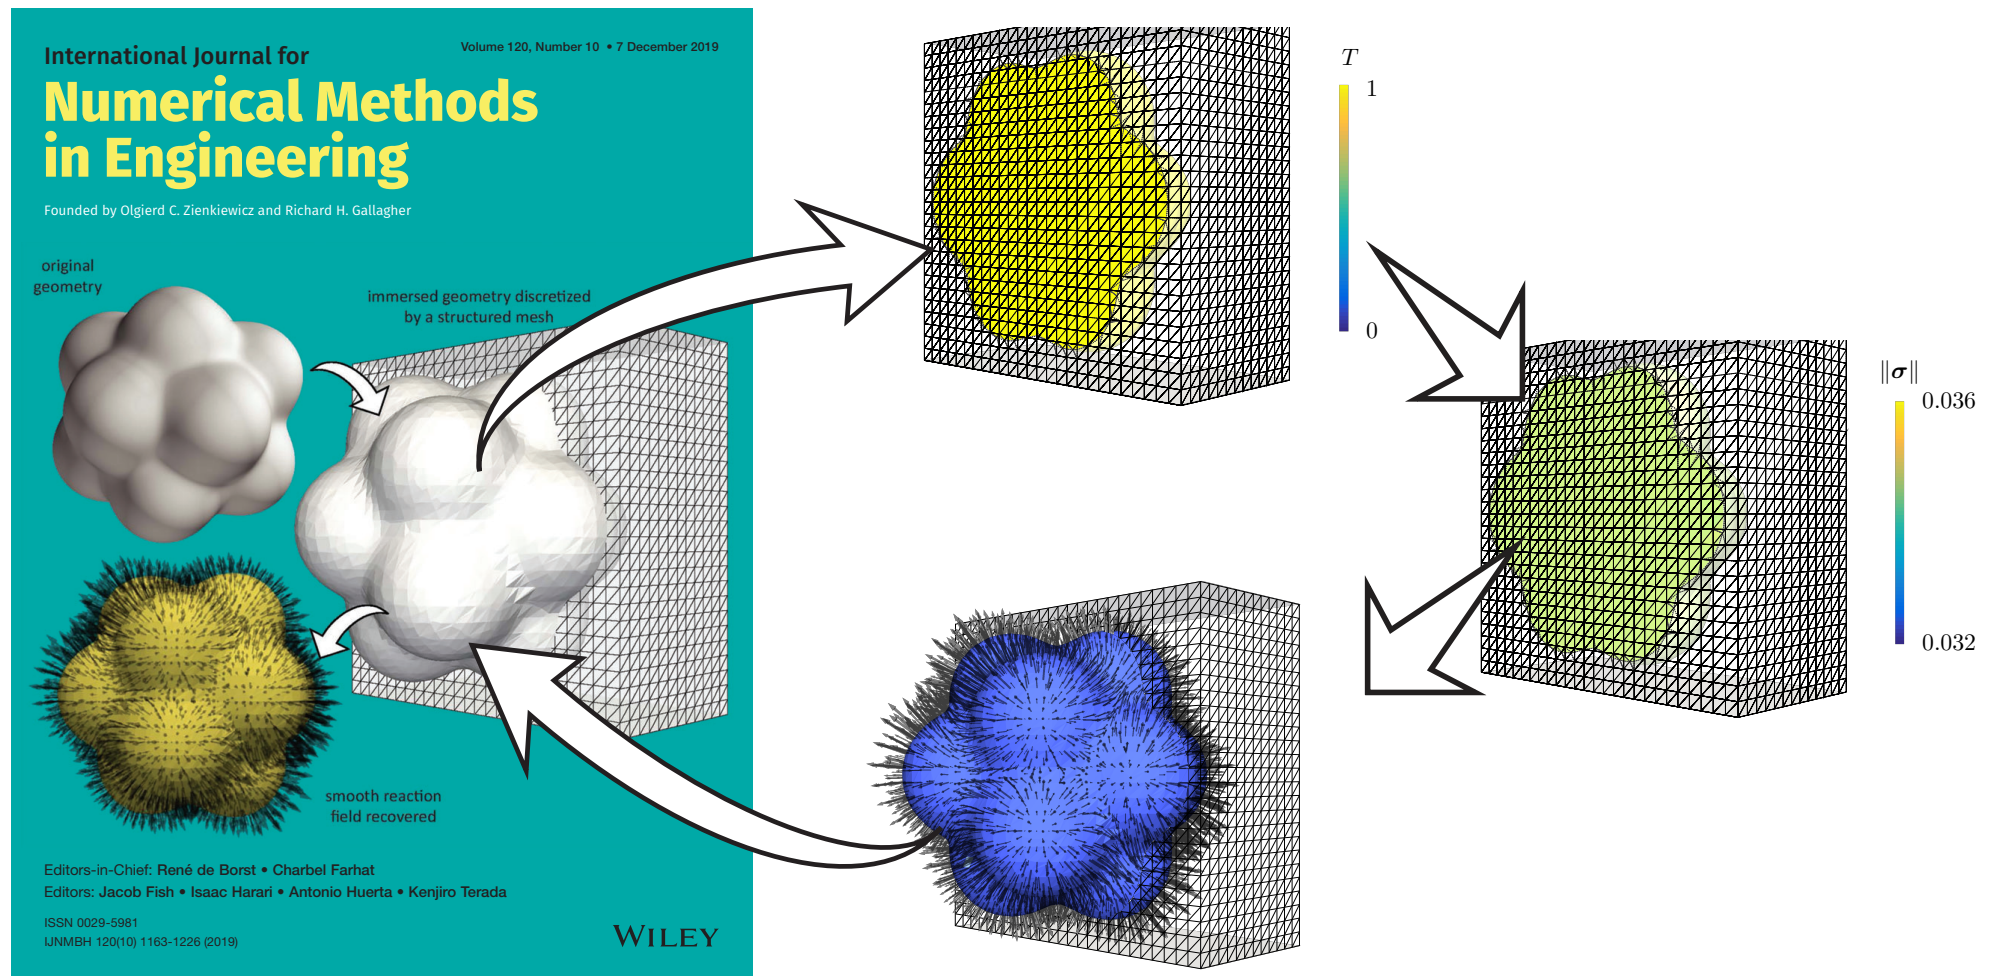 International Journal for
Volume 120, Number 10 • 7 December 2019
Numerical Methods
in Engineering
Founded by Olgierd C. Zienkiewicz and Richard H. Gallagher
original
geometry
immersed geometry discretized
by a structured mesh
smooth reaction
field recovered
Editors-in-Chief: René de Borst • Charbel Farhat
Editors: Jacob Fish • Isaac Harari • Antonio Huerta • Kenjiro Terada
ISSN 0029-5981
IJNMBH 120(10) 1163-1226 (2019)
WILEY
T
1
0
‖σ‖
0.036
0.032